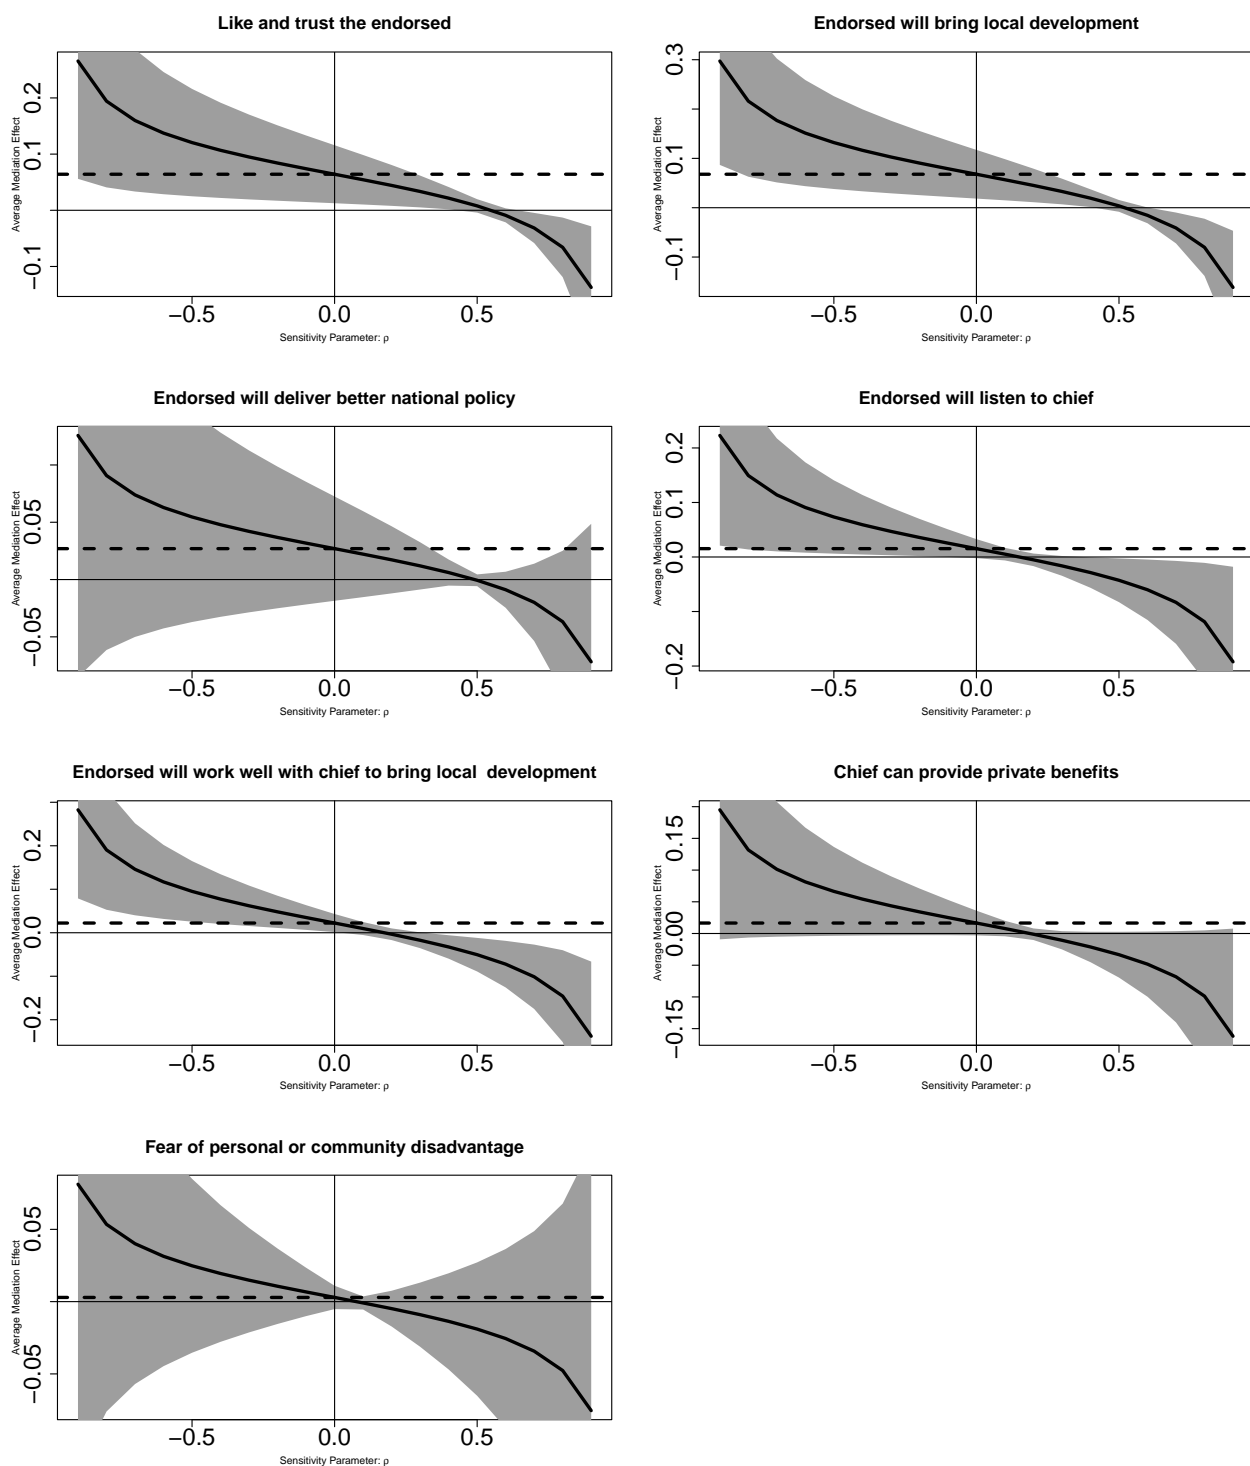 Like and trust the endorsed
Average Mediation Effect
−0.1
0.1
0.2
−0.5
0.0
0.5
Sensitivity Parameter: ρ
Endorsed will bring local development
Average Mediation Effect
−0.1
0.1
0.3
−0.5
0.0
0.5
Sensitivity Parameter: ρ
Endorsed will deliver better national policy
Average Mediation Effect
−0.05
0.05
−0.5
0.0
0.5
Sensitivity Parameter: ρ
Endorsed will listen to chief
Average Mediation Effect
−0.2
0.0
0.1
0.2
−0.5
0.0
0.5
Sensitivity Parameter: ρ
Endorsed will work well with chief to bring local  development
Average Mediation Effect
−0.2
0.0
0.2
−0.5
0.0
0.5
Sensitivity Parameter: ρ
Chief can provide private benefits
Average Mediation Effect
−0.15
0.00
0.15
−0.5
0.0
0.5
Sensitivity Parameter: ρ
Fear of personal or community disadvantage
Average Mediation Effect
−0.05
0.05
−0.5
0.0
0.5
Sensitivity Parameter: ρ